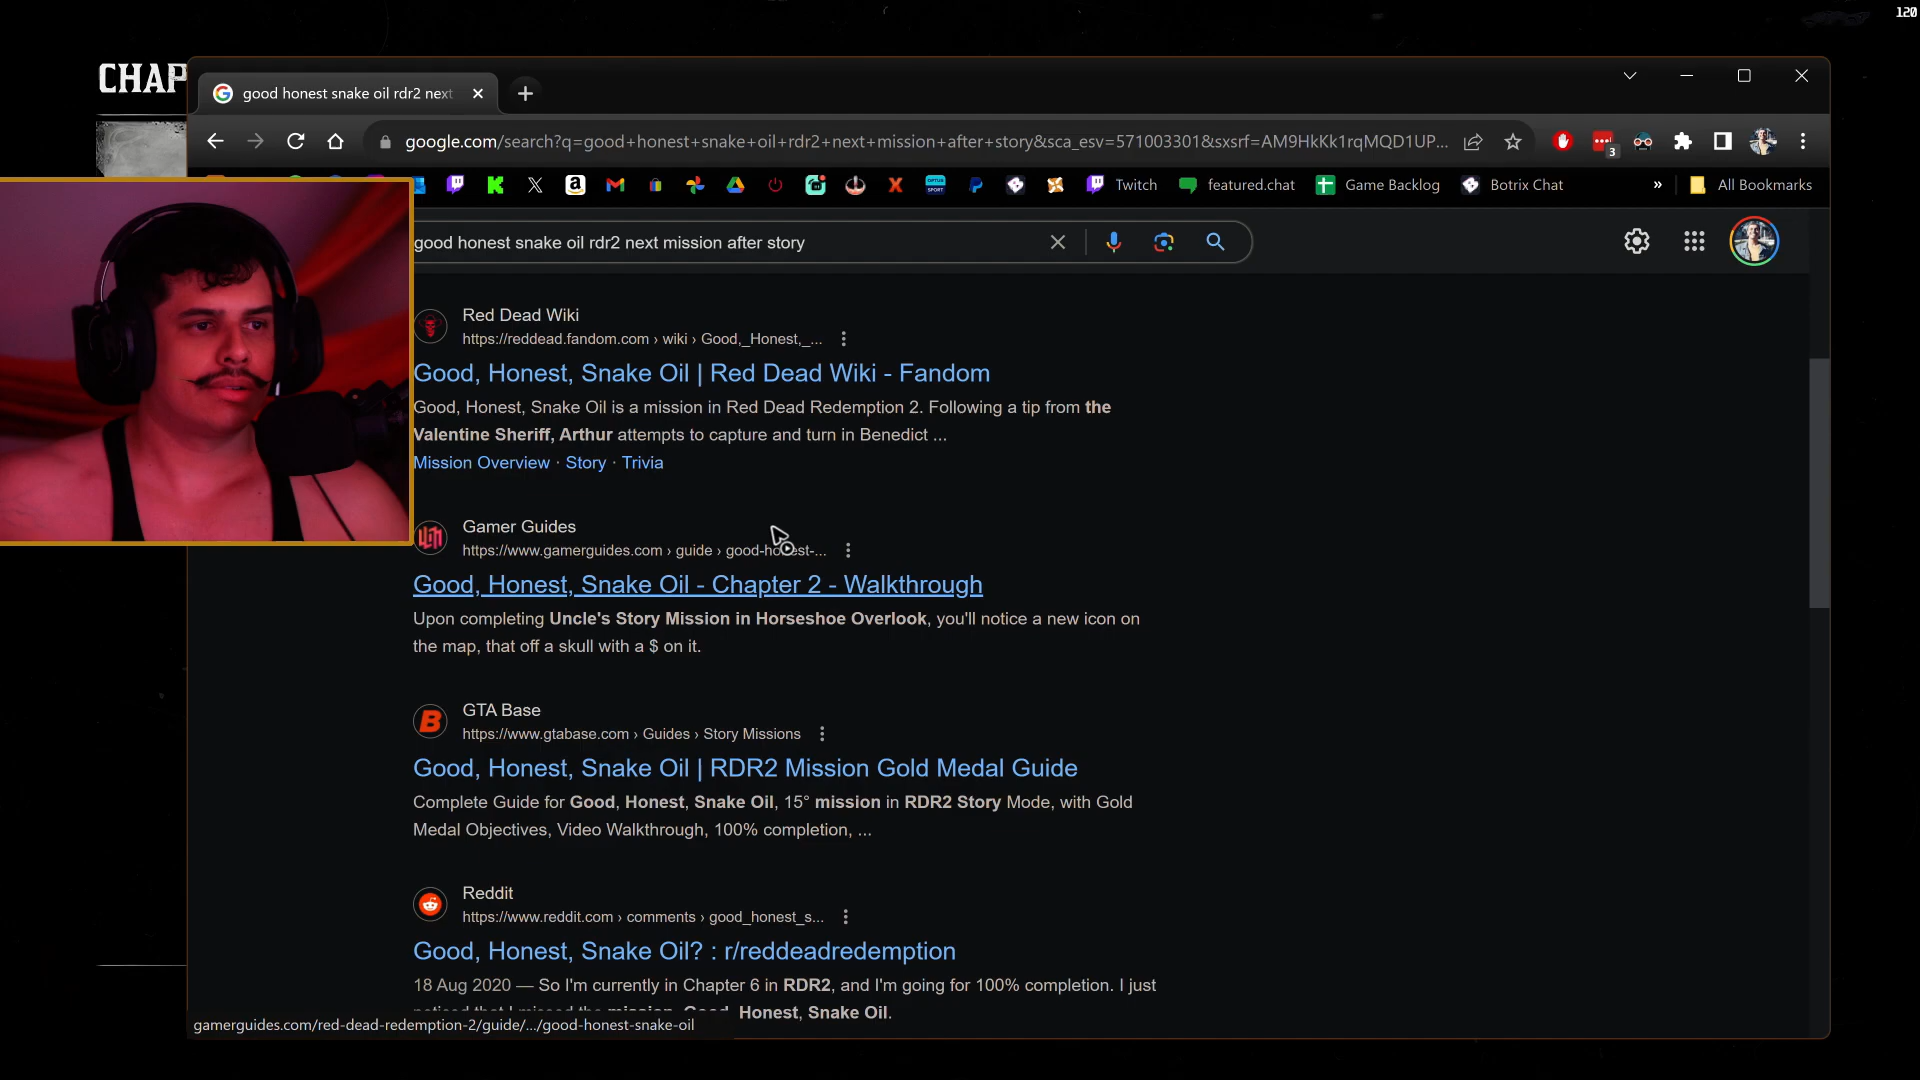 120
CHAP
good honest snake oil rdr2 next
google.com/search?q=good+honest+snake+oil+rdr2+next+mission+after+story&sca_esv=571003301&sxsrf=AM9HkKk1rqMQD1UP...
3
Twitch
featured.chat
Game Backlog
Botrix Chat
»
All Bookmarks
good honest snake oil rdr2 next mission after story
Red Dead Wiki
https://reddead.fandom.com › wiki › Good,_Honest,_...
Good, Honest, Snake Oil | Red Dead Wiki - Fandom
Good, Honest, Snake Oil is a mission in Red Dead Redemption 2. Following a tip from the
Valentine Sheriff, Arthur attempts to capture and turn in Benedict ...
Mission Overview · Story · Trivia
Gamer Guides
https://www.gamerguides.com › guide › good-honest-...
Good, Honest, Snake Oil - Chapter 2 - Walkthrough
Upon completing Uncle's Story Mission in Horseshoe Overlook, you'll notice a new icon on
the map, that off a skull with a $ on it.
GTA Base
https://www.gtabase.com › Guides › Story Missions
Good, Honest, Snake Oil | RDR2 Mission Gold Medal Guide
Complete Guide for Good, Honest, Snake Oil, 15° mission in RDR2 Story Mode, with Gold
Medal Objectives, Video Walkthrough, 100% completion, ...
Reddit
https://www.reddit.com › comments › good_honest_s...
Good, Honest, Snake Oil? : r/reddeadredemption
18 Aug 2020 — So I'm currently in Chapter 6 in RDR2, and I'm going for 100% completion. I just
noticed that I missed the mission, Good, Honest, Snake Oil.
gamerguides.com/red-dead-redemption-2/guide/.../good-honest-snake-oil